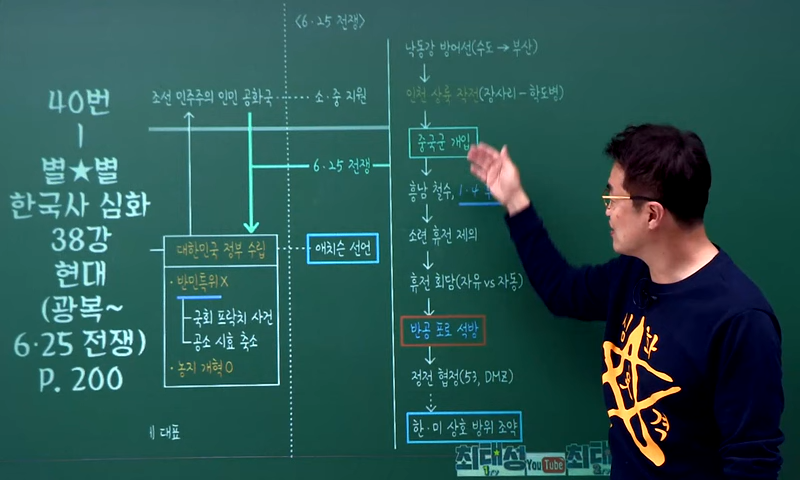 40번
|
별★별
한국사 심화
38강
현대
(광복~
6·25 전쟁)
P. 200
<6·25 전쟁>
조선 민주주의 인민 공화국
소·중 지원
6·25 전쟁
대한민국 정부 수립
애치슨 선언
· 반민특위 X
국회 프락치 사건
공소 시효 축소
· 농지 개혁 O
대표
낙동강 방어선(수도 → 부산)
인천 상륙 작전(장사리 - 학도병)
중국군 개입
흥남 철수, 1·4
소련 휴전 제의
휴전 회담(자유 vs 자동)
반공 포로 석방
정전 협정(53, DMZ)
한·미 상호 방위 조약
최태성
YouTube
최태
심화
격